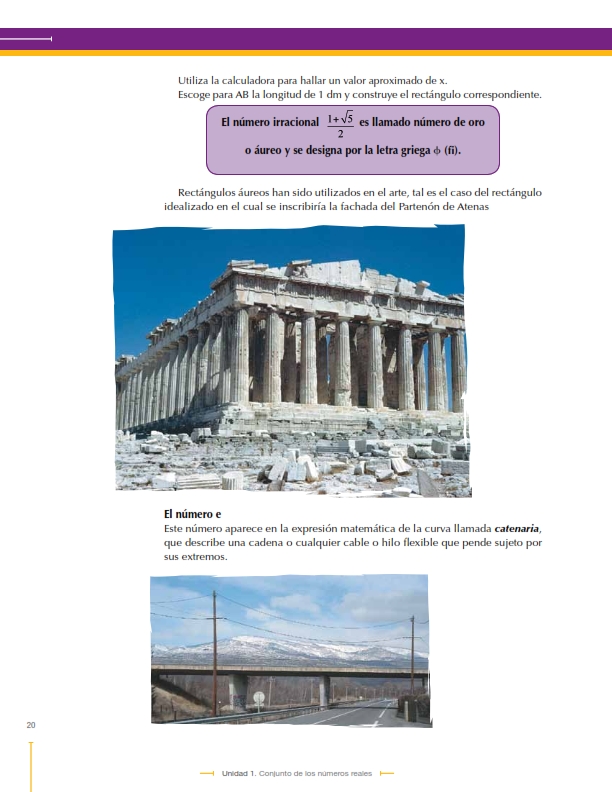 Utiliza la calculadora para hallar un valor aproximado de x.
Escoge para AB la longitud de 1 dm y construye el rectángulo correspondiente.
El número irracional (1+√5)/2 es llamado número de oro
o áureo y se designa por la letra griega ϕ (fi).
Rectángulos áureos han sido utilizados en el arte, tal es el caso del rectángulo
idealizado en el cual se inscribiría la fachada del Partenón de Atenas
El número e
Este número aparece en la expresión matemática de la curva llamada catenaria,
que describe una cadena o cualquier cable o hilo flexible que pende sujeto por
sus extremos.
20
Unidad 1. Conjunto de los números reales